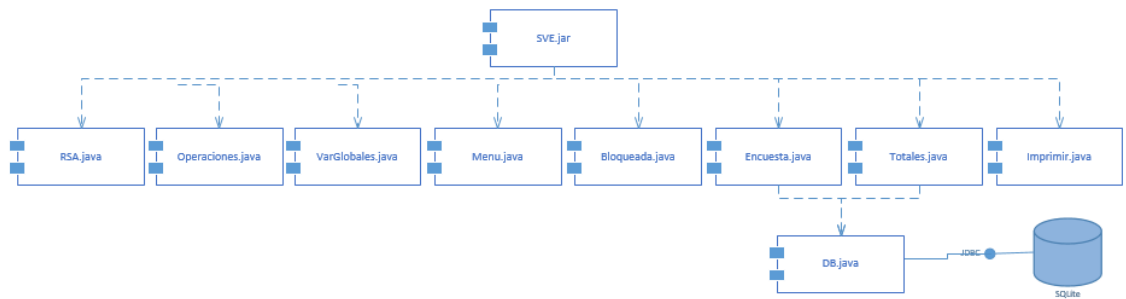 SVE.jar
RSA.java
Operaciones.java
VarGlobales.java
Menu.java
Bloqueada.java
Encuesta.java
Totales.java
Imprimir.java
DB.java
JDBC
SQLite